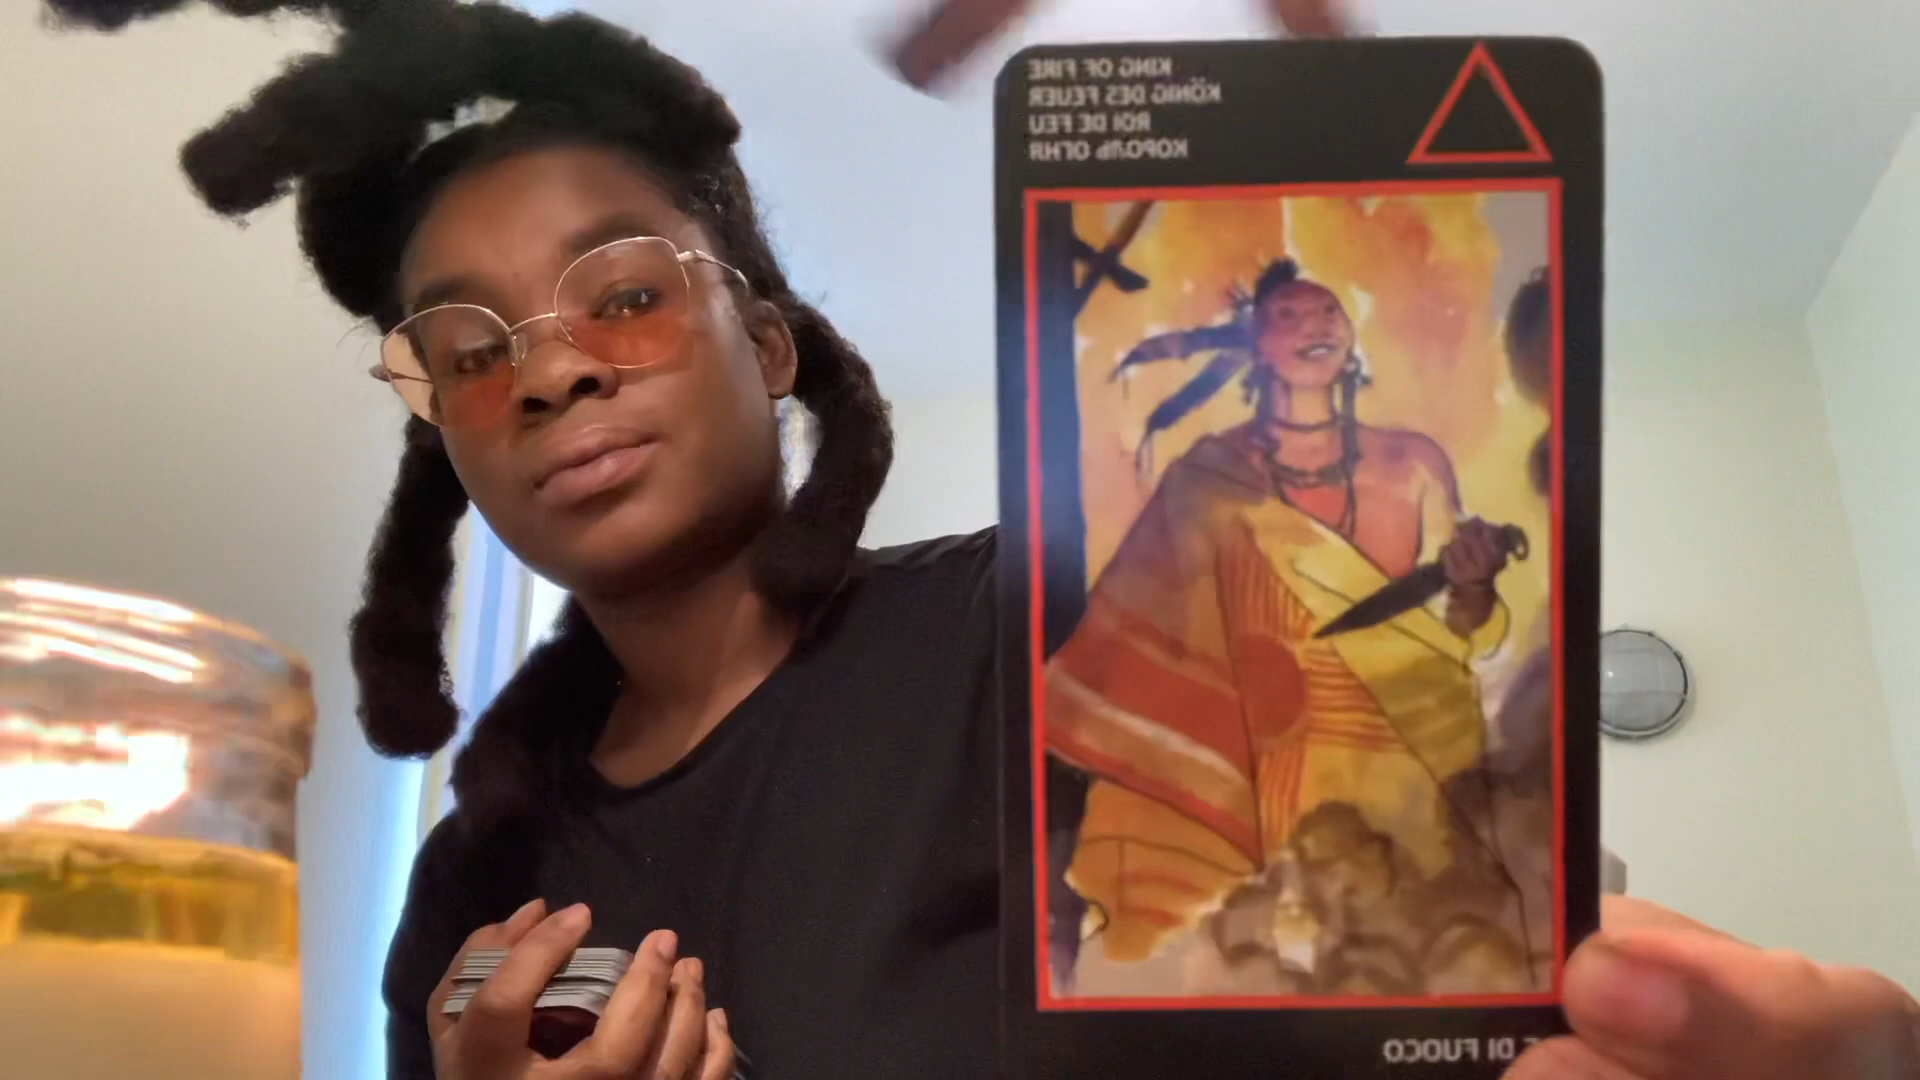 KING OF FIRE
KÖNIG DES FEUER
ROI DE FEU
КОРОЛЬ ОГНЯ
DI FUOCO